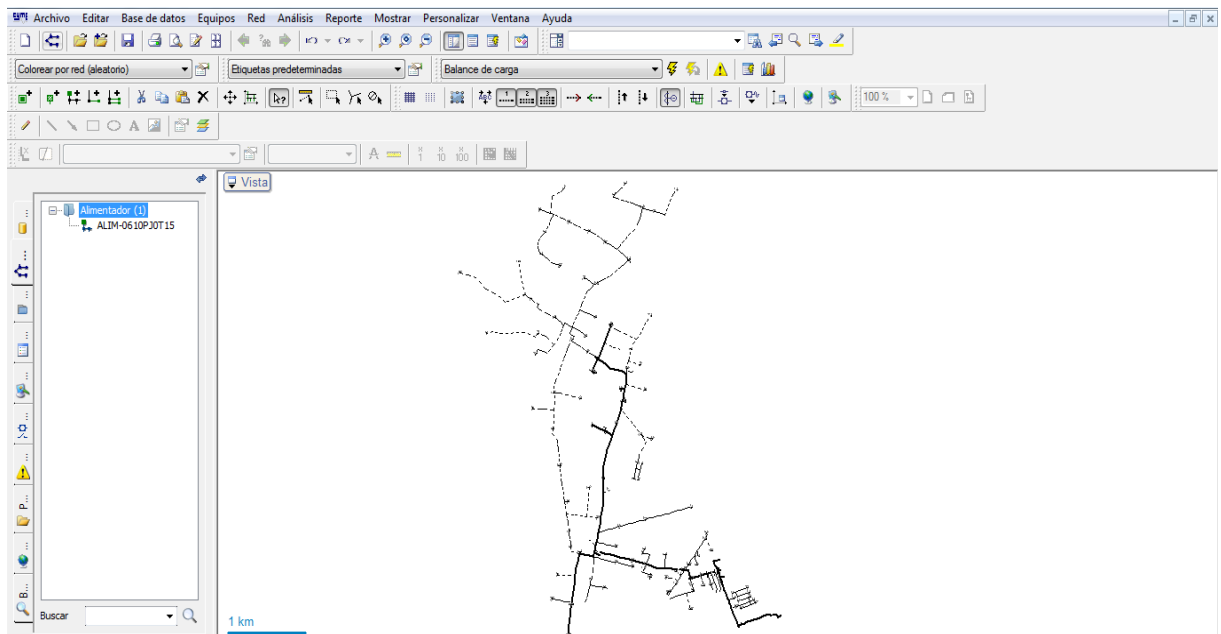 Archivo Editar Base de datos Equipos Red Análisis Reporte Mostrar Personalizar Ventana Ayuda
Colorear por red (aleatorio) Etiquetas predeterminadas Balance de carga
100 %
Vista
Alimentador (1)
ALIM-0610PJ0T15
P...
B...
Buscar
1 km